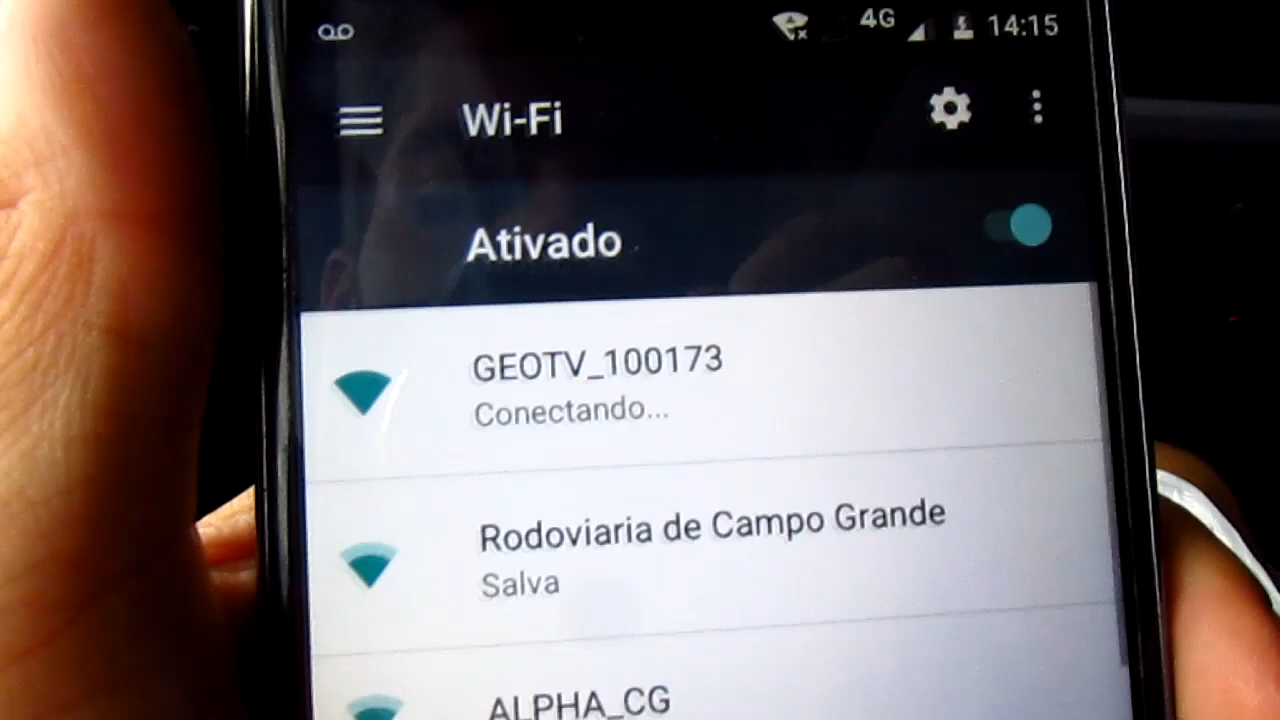 4G 14:15
Wi-Fi
Ativado
GEOTV_100173
Conectando...
Rodoviaria de Campo Grande
Salva
ALPHA_CG